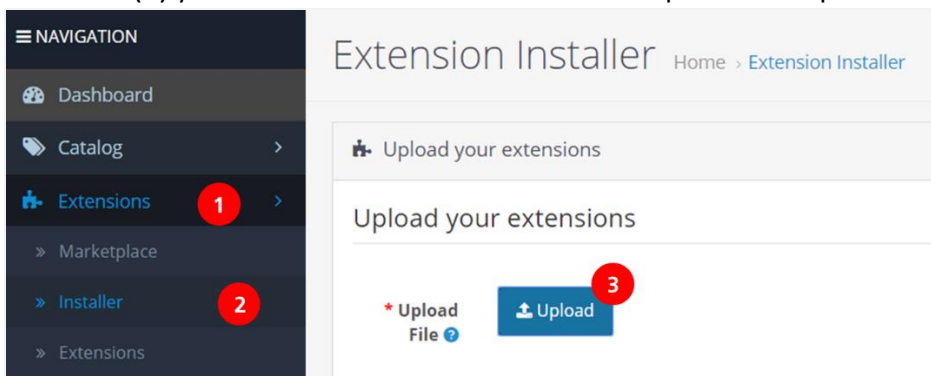 NAVIGATION
Dashboard
Catalog
Extensions 1
Marketplace
Installer 2
Extensions
Extension Installer Home › Extension Installer
Upload your extensions
Upload your extensions
3
* Upload
File
Upload